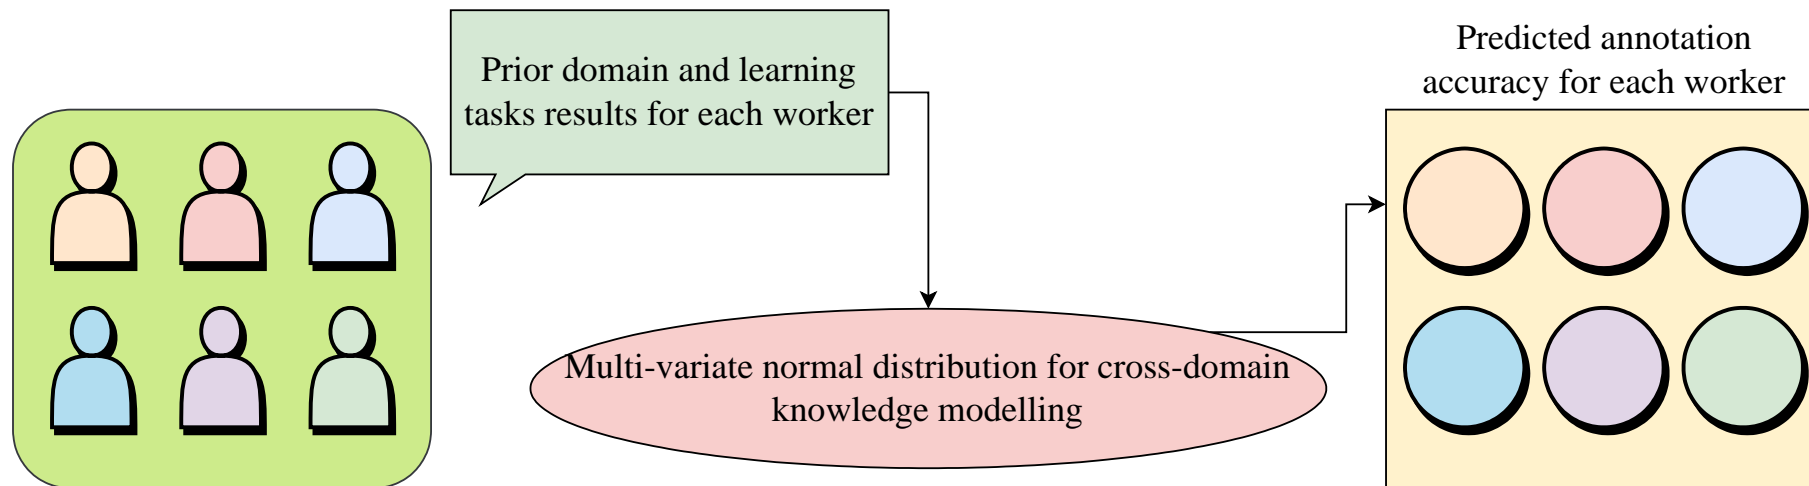 Prior domain and learning
tasks results for each worker
Predicted annotation
accuracy for each worker
Multi-variate normal distribution for cross-domain
knowledge modelling